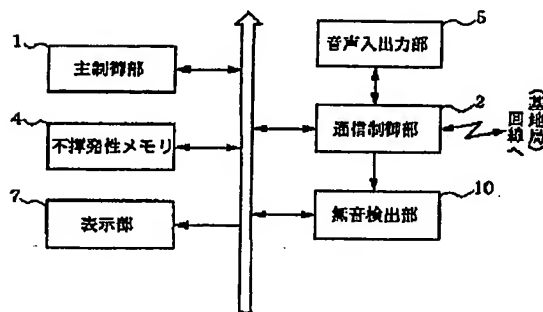 1
主制御部
4
不揮発性メモリ
7
表示部
5
音声入出力部
2
通信制御部
10
無音検出部
回線へ
(基地局)